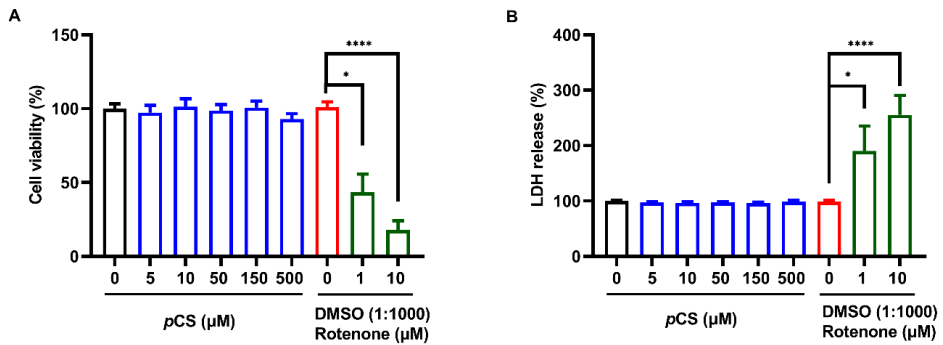 A
Cell viability (%)
150
100
50
0
****
*
0 5 10 50 150 500 0 1 10
pCS (μM)
DMSO (1:1000)
Rotenone (μM)
B
LDH release (%)
400
300
200
100
0
****
*
0 5 10 50 150 500 0 1 10
pCS (μM)
DMSO (1:1000)
Rotenone (μM)